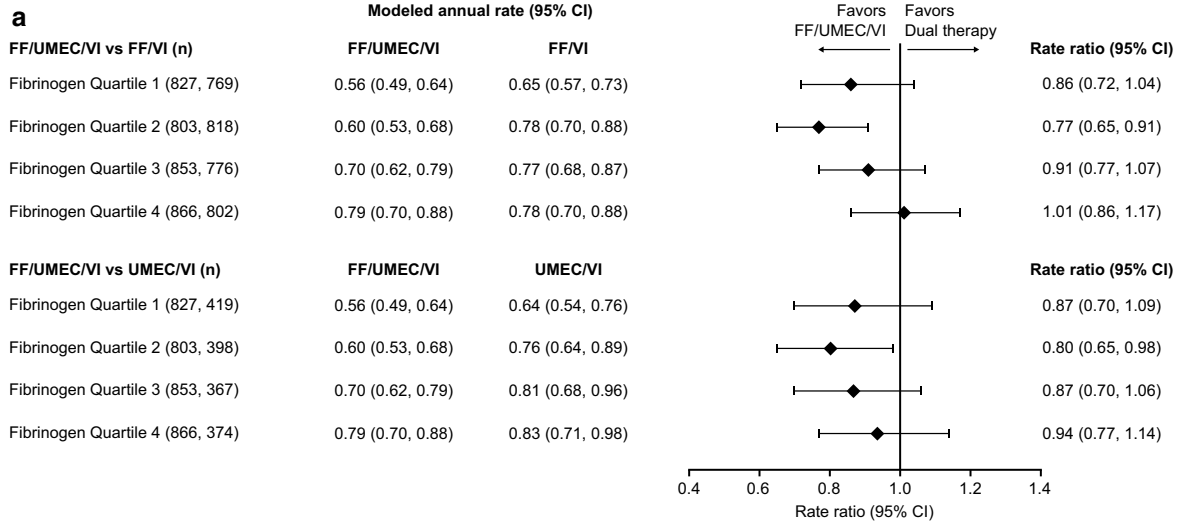 a
Modeled annual rate (95% CI)
Favors FF/UMEC/VI
Favors Dual therapy
FF/UMEC/VI vs FF/VI (n) FF/UMEC/VI FF/VI Rate ratio (95% CI)
Fibrinogen Quartile 1 (827, 769) 0.56 (0.49, 0.64) 0.65 (0.57, 0.73) 0.86 (0.72, 1.04)
Fibrinogen Quartile 2 (803, 818) 0.60 (0.53, 0.68) 0.78 (0.70, 0.88) 0.77 (0.65, 0.91)
Fibrinogen Quartile 3 (853, 776) 0.70 (0.62, 0.79) 0.77 (0.68, 0.87) 0.91 (0.77, 1.07)
Fibrinogen Quartile 4 (866, 802) 0.79 (0.70, 0.88) 0.78 (0.70, 0.88) 1.01 (0.86, 1.17)
FF/UMEC/VI vs UMEC/VI (n) FF/UMEC/VI UMEC/VI Rate ratio (95% CI)
Fibrinogen Quartile 1 (827, 419) 0.56 (0.49, 0.64) 0.64 (0.54, 0.76) 0.87 (0.70, 1.09)
Fibrinogen Quartile 2 (803, 398) 0.60 (0.53, 0.68) 0.76 (0.64, 0.89) 0.80 (0.65, 0.98)
Fibrinogen Quartile 3 (853, 367) 0.70 (0.62, 0.79) 0.81 (0.68, 0.96) 0.87 (0.70, 1.06)
Fibrinogen Quartile 4 (866, 374) 0.79 (0.70, 0.88) 0.83 (0.71, 0.98) 0.94 (0.77, 1.14)
0.4 0.6 0.8 1.0 1.2 1.4
Rate ratio (95% CI)